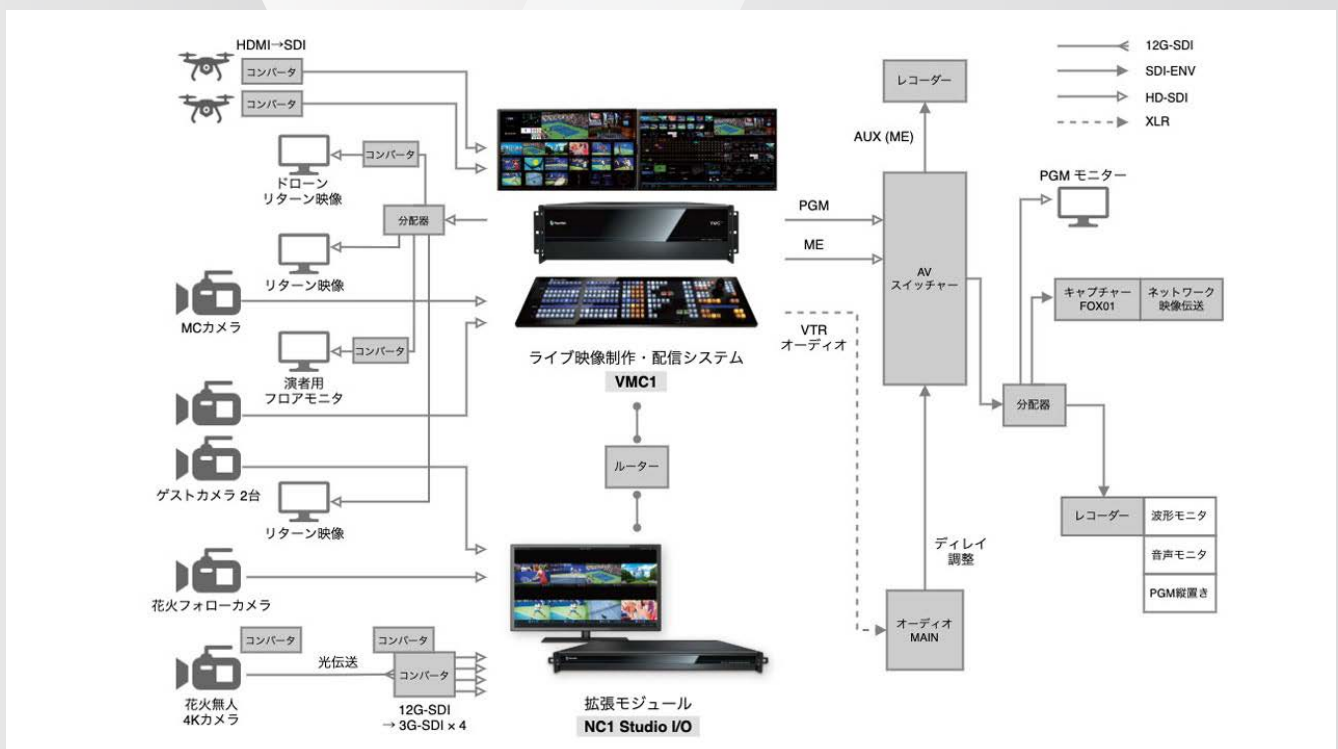 HDMI→SDI
コンバータ
コンバータ
コンバータ
ドローン
リターン映像
分配器
リターン映像
MCカメラ
コンバータ
演者用
フロアモニタ
ゲストカメラ 2台
リターン映像
花火フォローカメラ
コンバータ
コンバータ
光伝送
コンバータ
花火無人
4Kカメラ
12G-SDI
→ 3G-SDI × 4
ライブ映像制作・配信システム
VMC1
ルーター
拡張モジュール
NC1 Studio I/O
PGM
ME
VTR
オーディオ
レコーダー
AUX (ME)
AV
スイッチャー
ディレイ
調整
オーディオ
MAIN
12G-SDI
SDI-ENV
HD-SDI
XLR
PGM モニター
キャプチャー
FOX01
ネットワーク
映像伝送
分配器
レコーダー
波形モニタ
音声モニタ
PGM縦置き